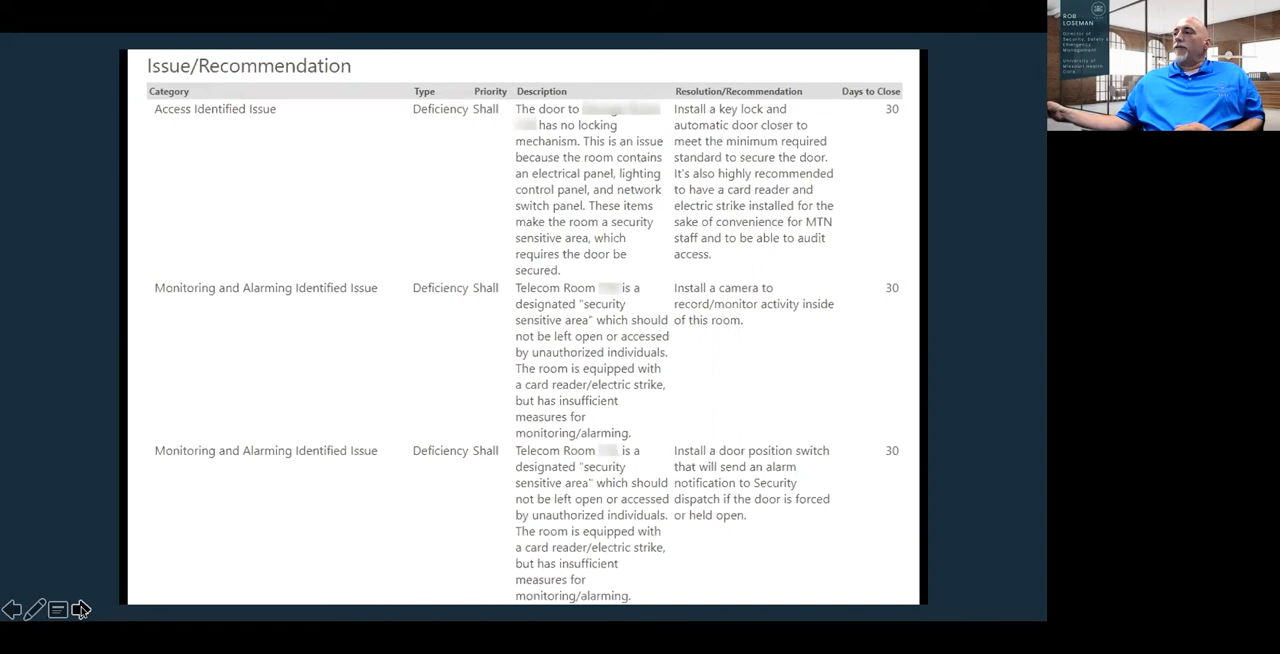 Issue/Recommendation
Category Type Priority Description Resolution/Recommendation Days to Close
Access Identified Issue Deficiency Shall The door to Install a key lock and 30
has no locking automatic door closer to
mechanism. This is an issue meet the minimum required
because the room contains standard to secure the door.
an electrical panel, lighting It's also highly recommended
control panel, and network to have a card reader and
switch panel. These items electric strike installed for the
make the room a security sake of convenience for MTN
sensitive area, which staff and to be able to audit
requires the door be access.
secured.
Monitoring and Alarming Identified Issue Deficiency Shall Telecom Room is a Install a camera to 30
designated "security record/monitor activity inside
sensitive area" which should of this room.
not be left open or accessed
by unauthorized individuals.
The room is equipped with
a card reader/electric strike,
but has insufficient
measures for
monitoring/alarming.
Monitoring and Alarming Identified Issue Deficiency Shall Telecom Room is a Install a door position switch 30
designated "security that will send an alarm
sensitive area" which should notification to Security
not be left open or accessed dispatch if the door is forced
by unauthorized individuals. or held open.
The room is equipped with
a card reader/electric strike,
but has insufficient
measures for
monitoring/alarming.
ROB
LOSEMAN
Director of
Security, Safety
Emergency
Management
University of
Missouri Health
Care